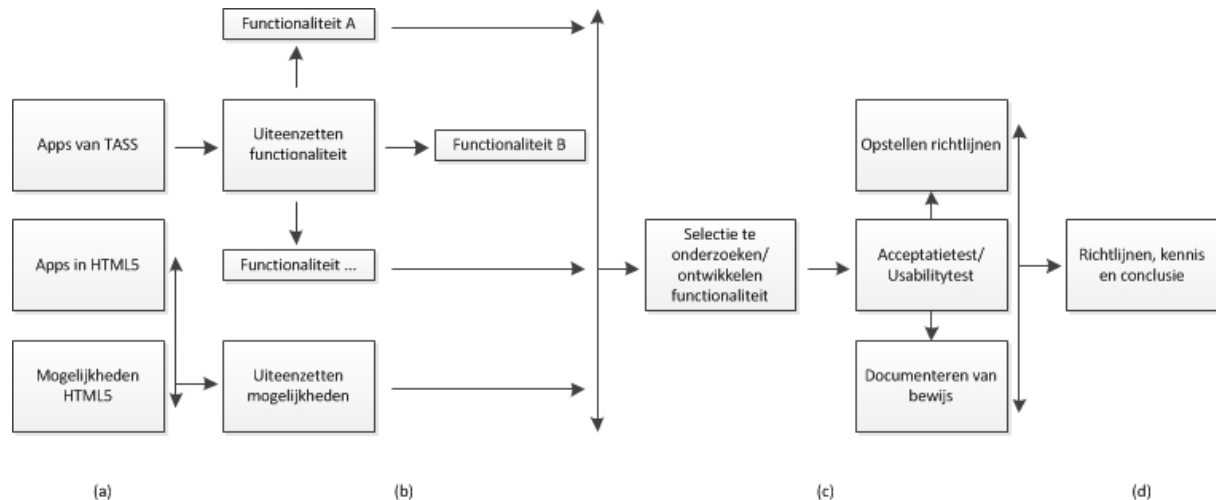 Functionaliteit A
Apps van TASS
Uiteenzetten
functionaliteit
Functionaliteit B
Opstellen richtlijnen
Apps in HTML5
Functionaliteit ...
Selectie te
onderzoeken/
ontwikkelen
functionaliteit
Acceptatietest/
Usabilitytest
Richtlijnen, kennis
en conclusie
Mogelijkheden
HTML5
Uiteenzetten
mogelijkheden
Documenteren van
bewijs
(a)
(b)
(c)
(d)